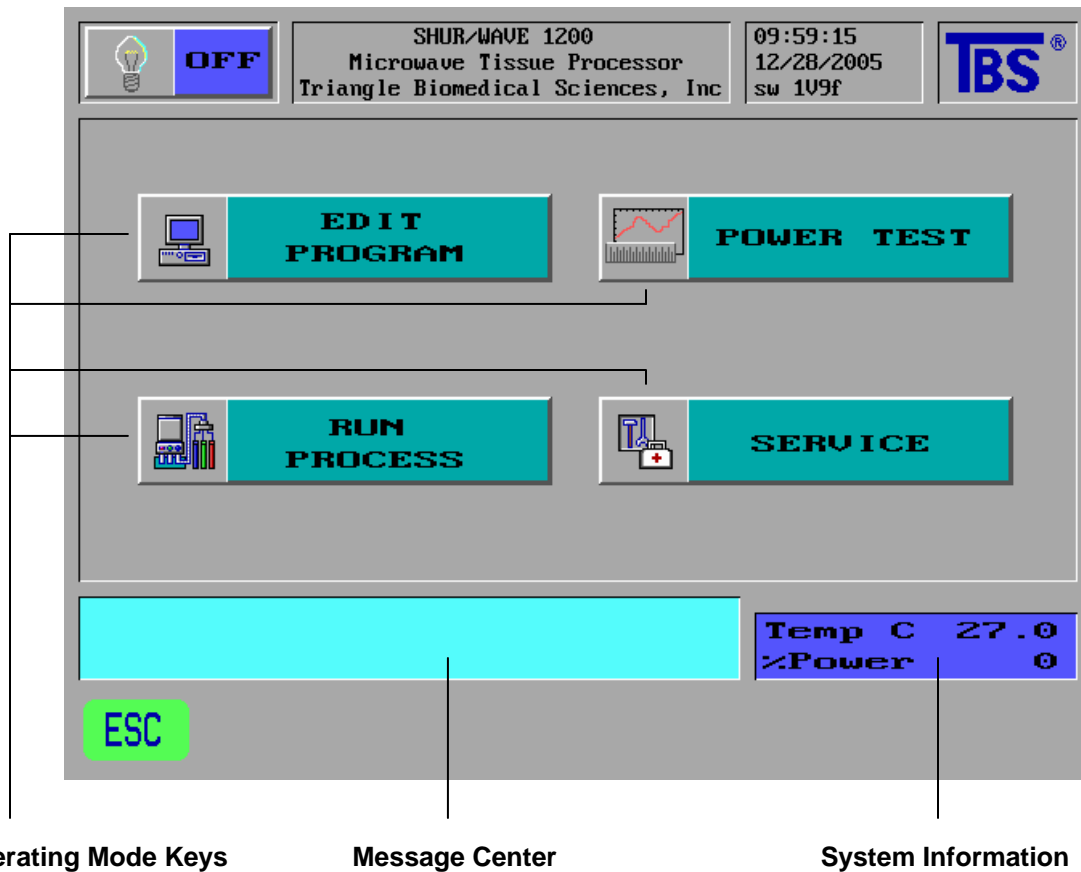 OFF
SHUR/WAVE 1200
Microwave Tissue Processor
Triangle Biomedical Sciences, Inc
09:59:15
12/28/2005
sw 1V9f
TBS®
EDIT
PROGRAM
POWER TEST
RUN
PROCESS
SERVICE
Temp C 27.0
%Power 0
ESC
erating Mode Keys
Message Center
System Information